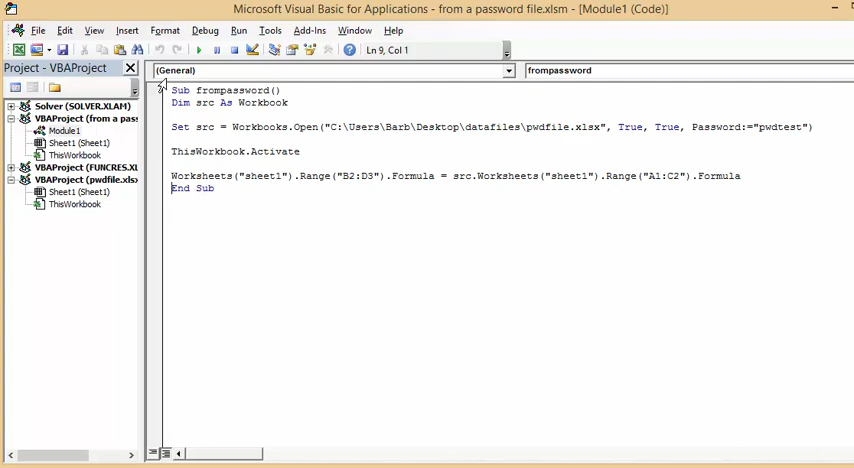 Microsoft Visual Basic for Applications - from a password file.xlsm - [Module1 (Code)]
File Edit View Insert Format Debug Run Tools Add-Ins Window Help
Ln 9, Col 1
Project - VBAProject
(General)
frompassword
Solver (SOLVER.XLAM)
VBAProject (from a pas
Module1
Sheet1 (Sheet1)
ThisWorkbook
VBAProject (FUNCRES.XL
VBAProject (pwdfile.xls
Sheet1 (Sheet1)
ThisWorkbook
Sub frompassword()
Dim src As Workbook
Set src = Workbooks.Open("C:\Users\Barb\Desktop\datafiles\pwdfile.xlsx", True, True, Password:="pwdtest")
ThisWorkbook.Activate
Worksheets("sheet1").Range("B2:D3").Formula = src.Worksheets("sheet1").Range("A1:C2").Formula
End Sub